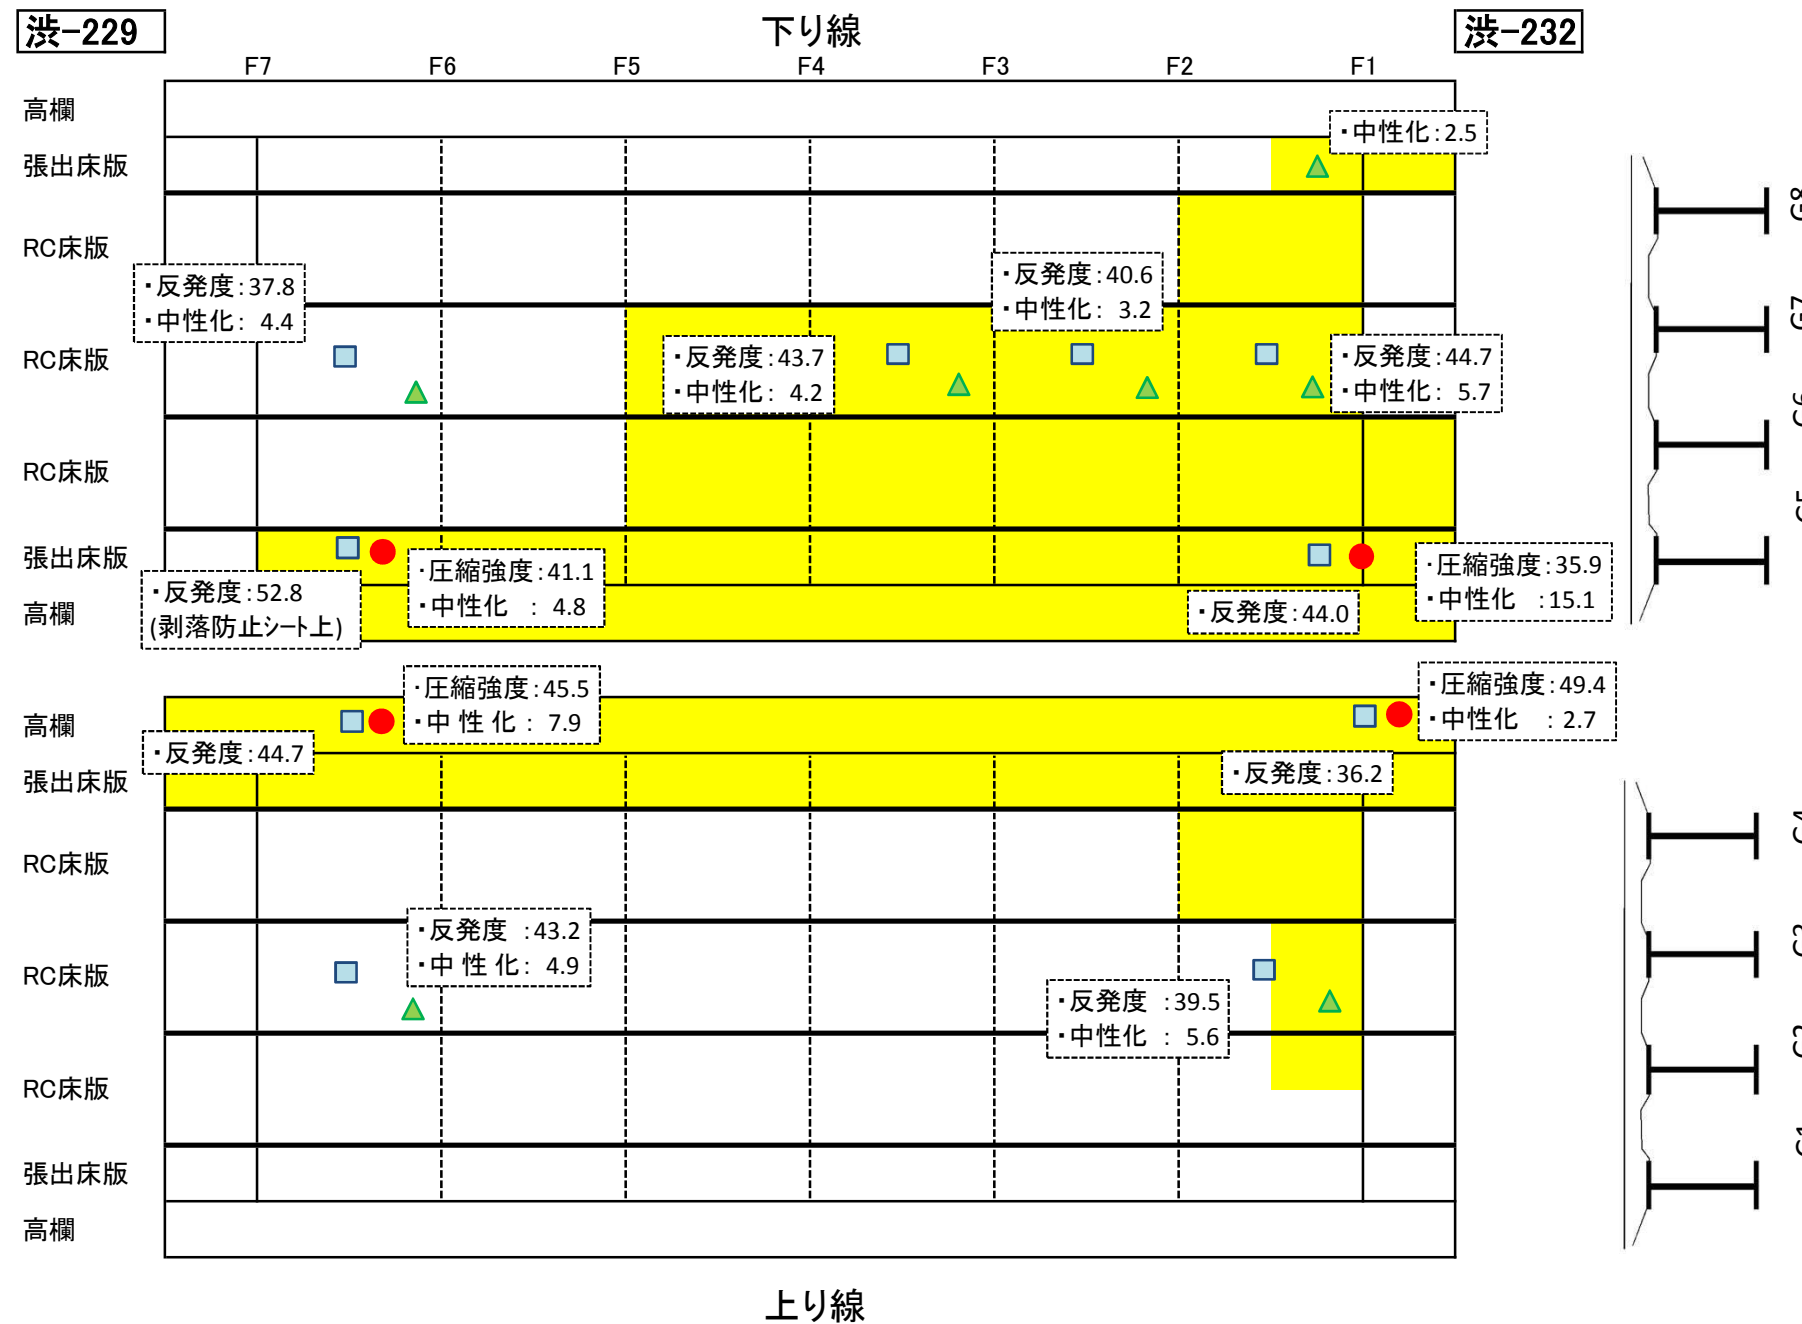 渋-229
下り線
渋-232
F7 F6 F5 F4 F3 F2 F1
高欄
・中性化:2.5
張出床版
G8
RC床版
・反発度:37.8
・中性化: 4.4
・反発度:40.6
・中性化: 3.2
G7
RC床版
・反発度:43.7
・中性化: 4.2
・反発度:44.7
・中性化: 5.7
G6
RC床版
G5
張出床版
・圧縮強度:41.1
・中性化 : 4.8
・圧縮強度:35.9
・中性化 :15.1
・反発度:52.8
(剥落防止シート上)
高欄
・反発度:44.0
・圧縮強度:45.5
・中 性 化 : 7.9
・圧縮強度:49.4
・中性化 : 2.7
高欄
・反発度:44.7
張出床版
・反発度:36.2
G4
RC床版
・反発度 :43.2
・中 性 化: 4.9
G3
RC床版
・反発度 :39.5
・中性化 : 5.6
G2
RC床版
G1
張出床版
高欄
上り線